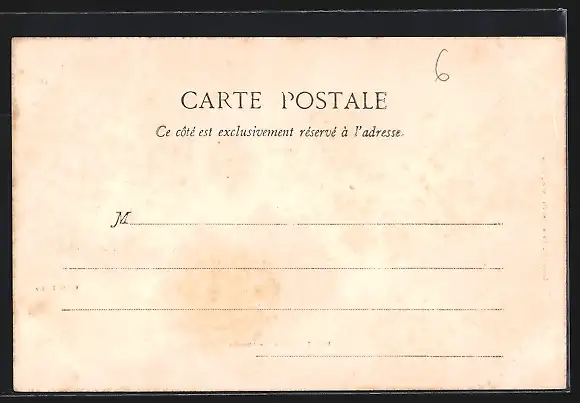 6
CARTE POSTALE
Ce côté est exclusivement réservé à l'adresse.
M